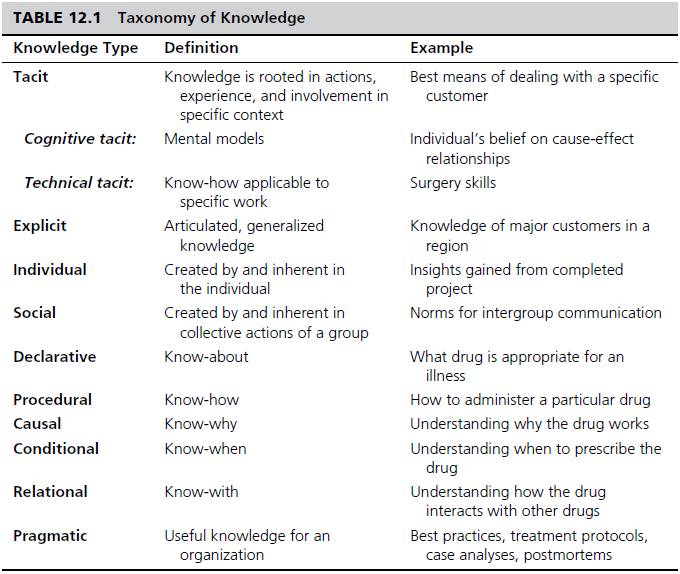 TABLE 12.1 Taxonomy of Knowledge
Knowledge Type Definition Example
Tacit Knowledge is rooted in actions, Best means of dealing with a specific
experience, and involvement in customer
specific context
Cognitive tacit: Mental models Individual's belief on cause-effect
relationships
Technical tacit: Know-how applicable to Surgery skills
specific work
Explicit Articulated, generalized Knowledge of major customers in a
knowledge region
Individual Created by and inherent in Insights gained from completed
the individual project
Social Created by and inherent in Norms for intergroup communication
collective actions of a group
Declarative Know-about What drug is appropriate for an
illness
Procedural Know-how How to administer a particular drug
Causal Know-why Understanding why the drug works
Conditional Know-when Understanding when to prescribe the
drug
Relational Know-with Understanding how the drug
interacts with other drugs
Pragmatic Useful knowledge for an Best practices, treatment protocols,
organization case analyses, postmortems